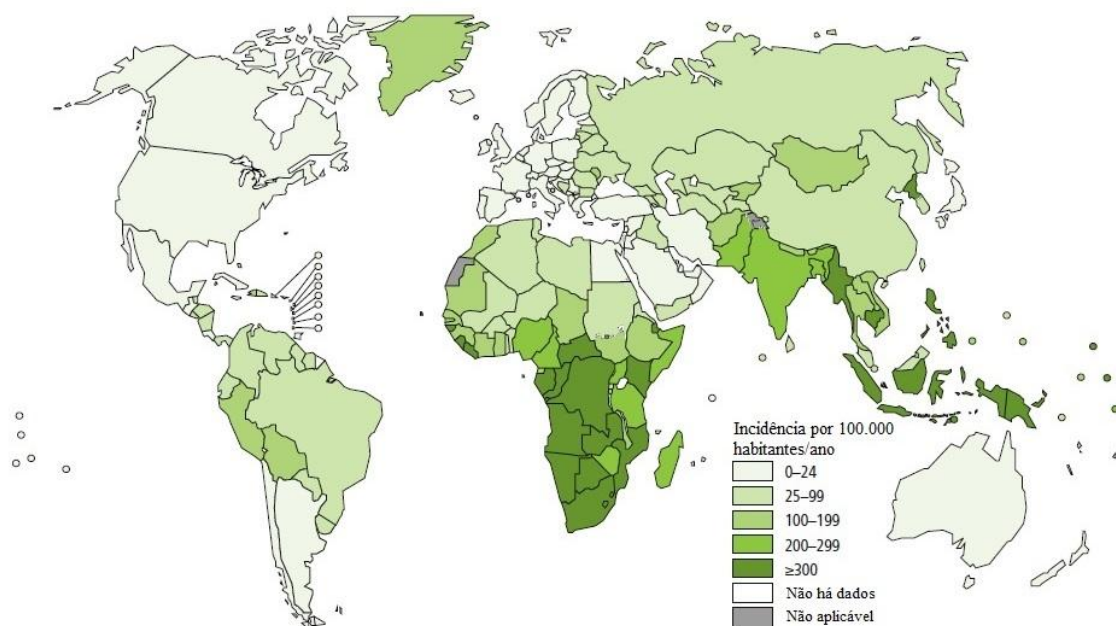 Incidência por 100.000
habitantes/ano
0–24
25–99
100–199
200–299
≥300
Não há dados
Não aplicável